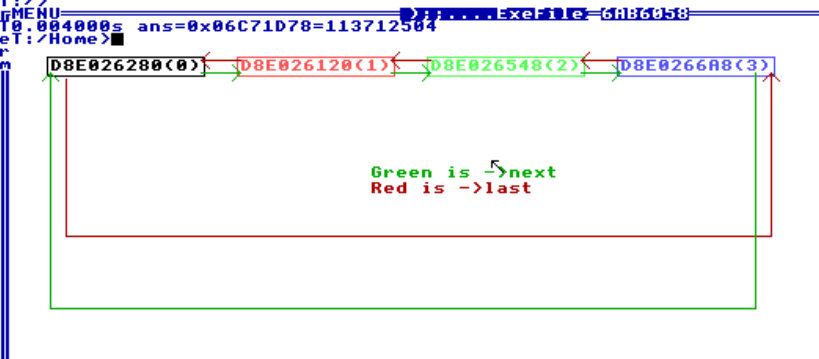 MENU
);;....ExeFile 6AB6058
0.004000s ans=0x06C71D78=113712504
T:/Home>
D8E026280(0) D8E026120(1) D8E026548(2) D8E0266A8(3)
Green is ->next
Red is ->last